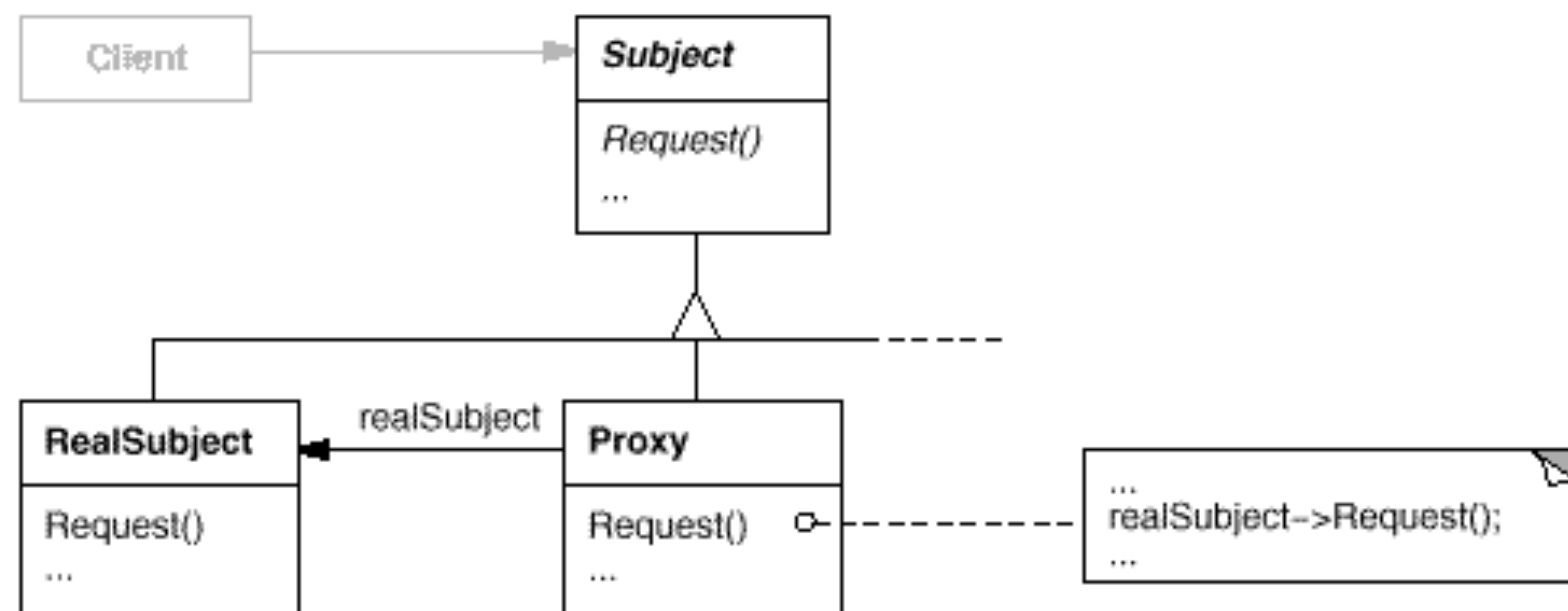 Client
Subject
Request()
...
realSubject
RealSubject
Proxy
Request()
...
Request()
...
...
realSubject->Request();
...